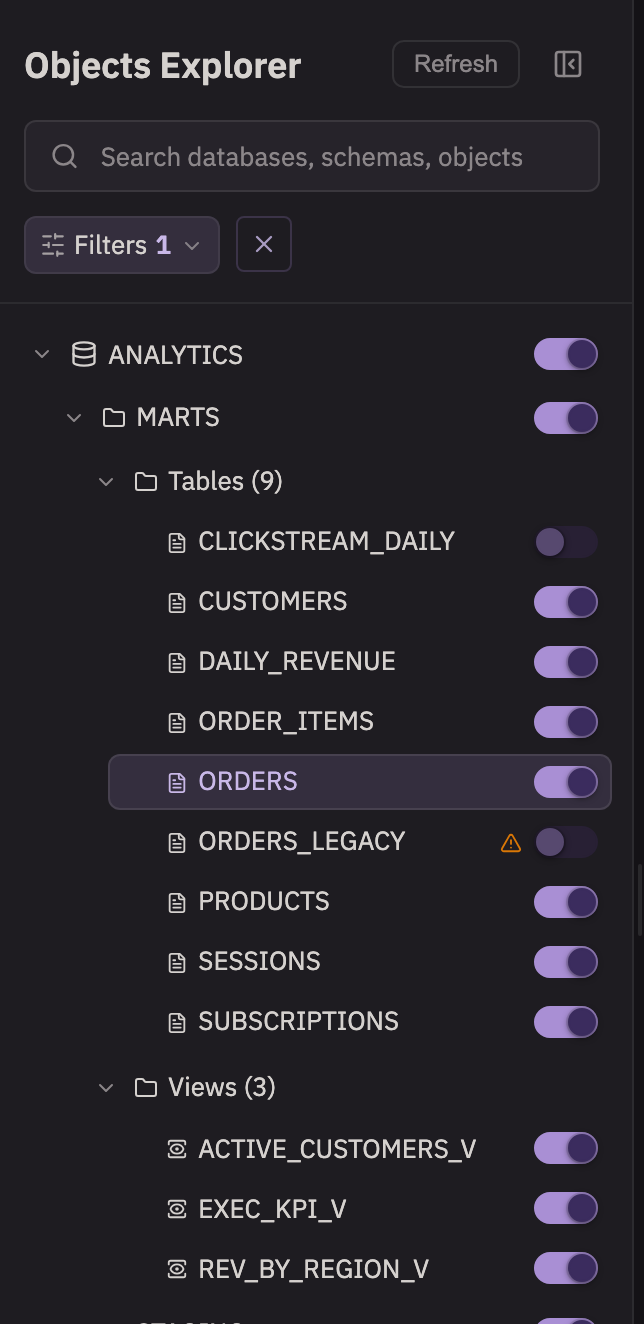 Objects Explorer
Refresh
Search databases, schemas, objects
Filters 1
ANALYTICS
MARTS
Tables (9)
CLICKSTREAM_DAILY
CUSTOMERS
DAILY_REVENUE
ORDER_ITEMS
ORDERS
ORDERS_LEGACY
PRODUCTS
SESSIONS
SUBSCRIPTIONS
Views (3)
ACTIVE_CUSTOMERS_V
EXEC_KPI_V
REV_BY_REGION_V